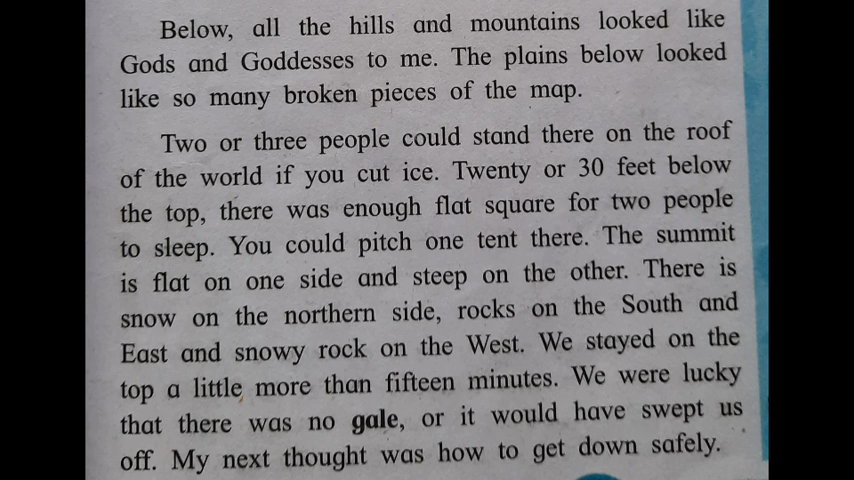 Below, all the hills and mountains looked like
Gods and Goddesses to me. The plains below looked
like so many broken pieces of the map.
Two or three people could stand there on the roof
of the world if you cut ice. Twenty or 30 feet below
the top, there was enough flat square for two people
to sleep. You could pitch one tent there. The summit
is flat on one side and steep on the other. There is
snow on the northern side, rocks on the South and
East and snowy rock on the West. We stayed on the
top a little more than fifteen minutes. We were lucky
that there was no gale, or it would have swept us
off. My next thought was how to get down safely.